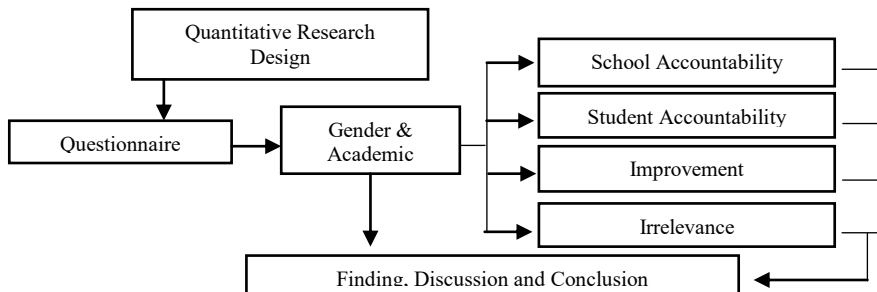 Quantitative Research
Design
School Accountability
Student Accountability
Questionnaire
Gender &
Academic
Improvement
Irrelevance
Finding, Discussion and Conclusion